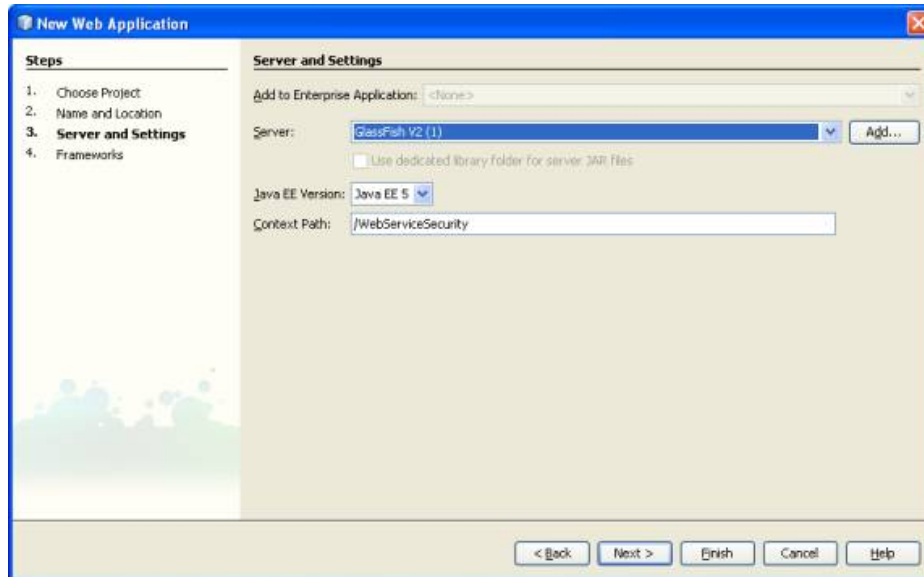 New Web Application
Steps
1. Choose Project
2. Name and Location
3. Server and Settings
4. Frameworks
Server and Settings
Add to Enterprise Application: <None>
Server: GlassFish V2 (1) Add...
Use dedicated library folder for server JAR files
Java EE Version: Java EE 5
Context Path: /WebServiceSecurity
< Back Next > Finish Cancel Help